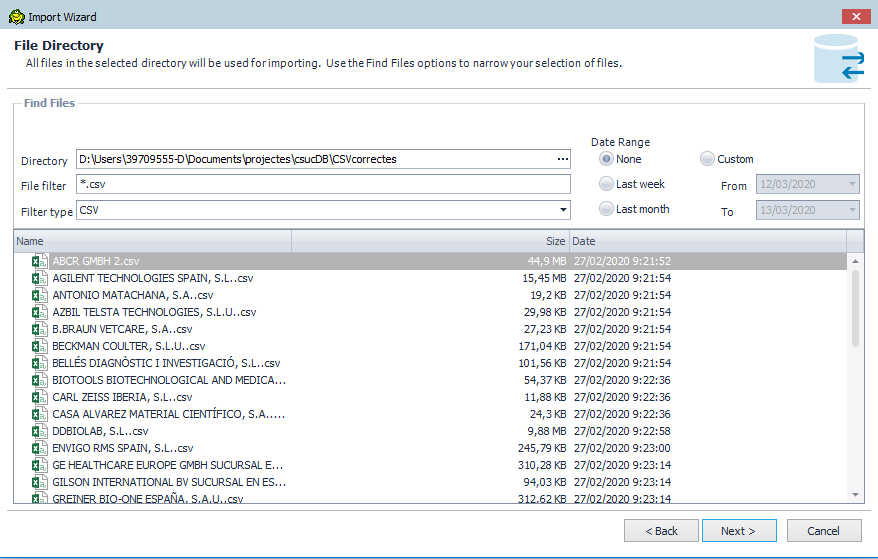 Import Wizard
File Directory
All files in the selected directory will be used for importing. Use the Find Files options to narrow your selection of files.
Find Files
Directory D:\Users\39709555-D\Documents\projectes\csucDB\CSVcorrectes ...
File filter *.csv
Filter type CSV
Date Range
None Custom
Last week From 12/03/2020
Last month To 13/03/2020
Name Size Date
ABCR GMBH 2.csv 44,9 MB 27/02/2020 9:21:52
AGILENT TECHNOLOGIES SPAIN, S.L..csv 15,45 MB 27/02/2020 9:21:54
ANTONIO MATACHANA, S.A..csv 19,2 KB 27/02/2020 9:21:54
AZBIL TELSTA TECHNOLOGIES, S.L.U..csv 29,98 KB 27/02/2020 9:21:54
B.BRAUN VETCARE, S.A..csv 27,23 KB 27/02/2020 9:21:54
BECKMAN COULTER, S.L.U..csv 171,04 KB 27/02/2020 9:21:54
BELLÉS DIAGNÒSTIC I INVESTIGACIÓ, S.L..csv 101,56 KB 27/02/2020 9:21:54
BIOTOOLS BIOTECHNOLOGICAL AND MEDICA... 54,37 KB 27/02/2020 9:22:36
CARL ZEISS IBERIA, S.L..csv 11,88 KB 27/02/2020 9:22:36
CASA ALVAREZ MATERIAL CIENTÍFICO, S.A..... 24,3 KB 27/02/2020 9:22:36
DDBIOLAB, S.L..csv 9,88 MB 27/02/2020 9:22:58
ENVIGO RMS SPAIN, S.L..csv 245,79 KB 27/02/2020 9:23:00
GE HEALTHCARE EUROPE GMBH SUCURSAL E... 310,28 KB 27/02/2020 9:23:14
GILSON INTERNATIONAL BV SUCURSAL EN ES... 94,03 KB 27/02/2020 9:23:14
GREINER BIO-ONE ESPAÑA, S.A.U..csv 312,62 KB 27/02/2020 9:23:14
< Back Next > Cancel